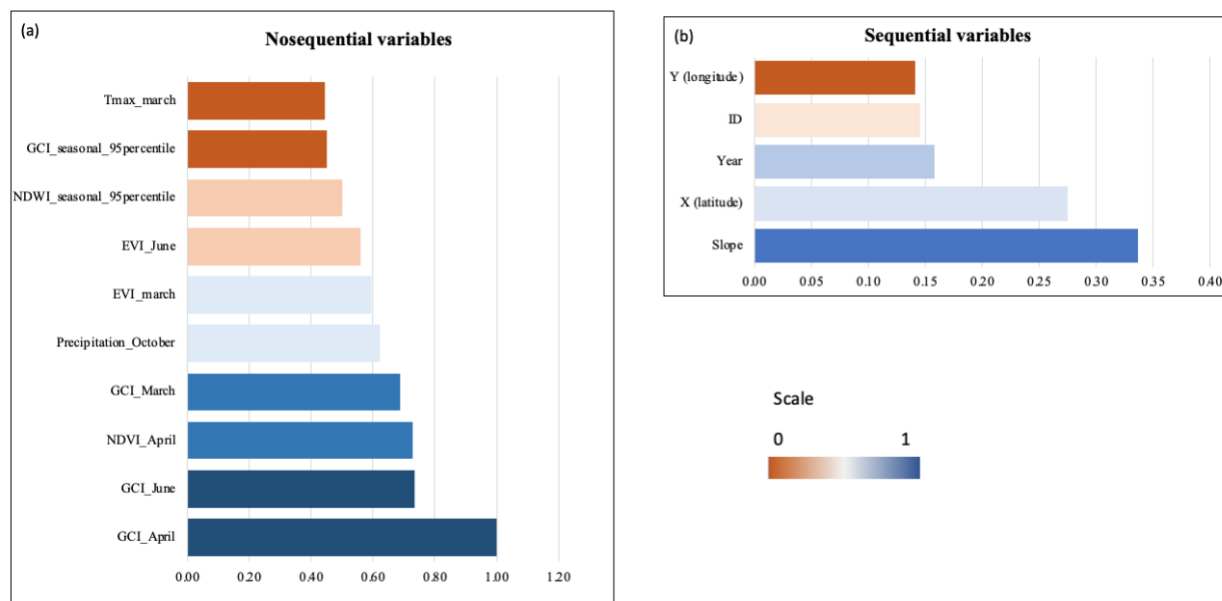 (a)
Nosequential variables
Tmax_march
GCI_seasonal_95percentile
NDWI_seasonal_95percentile
EVI_June
EVI_march
Precipitation_October
GCI_March
NDVI_April
GCI_June
GCI_April
0.00 0.20 0.40 0.60 0.80 1.00 1.20
(b)
Sequential variables
Y (longitude)
ID
Year
X (latitude)
Slope
0.00 0.05 0.10 0.15 0.20 0.25 0.30 0.35 0.40
Scale
0 1